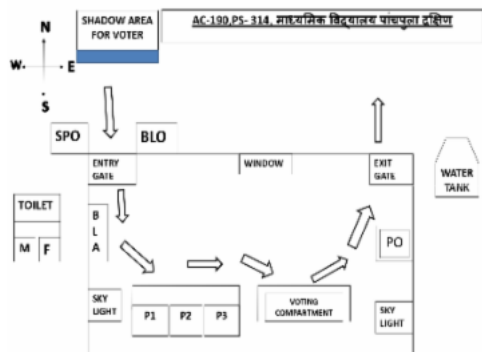 N
W
E
S
SHADOW AREA
FOR VOTER
AC-190,PS- 314, माध्यमिक विद्यालय पांचपुला दक्षिण
SPO
BLO
ENTRY
GATE
WINDOW
EXIT
GATE
WATER
TANK
TOILET
M F
B
L
A
PO
SKY
LIGHT
P1 P2 P3
VOTING
COMPARTMENT
SKY
LIGHT